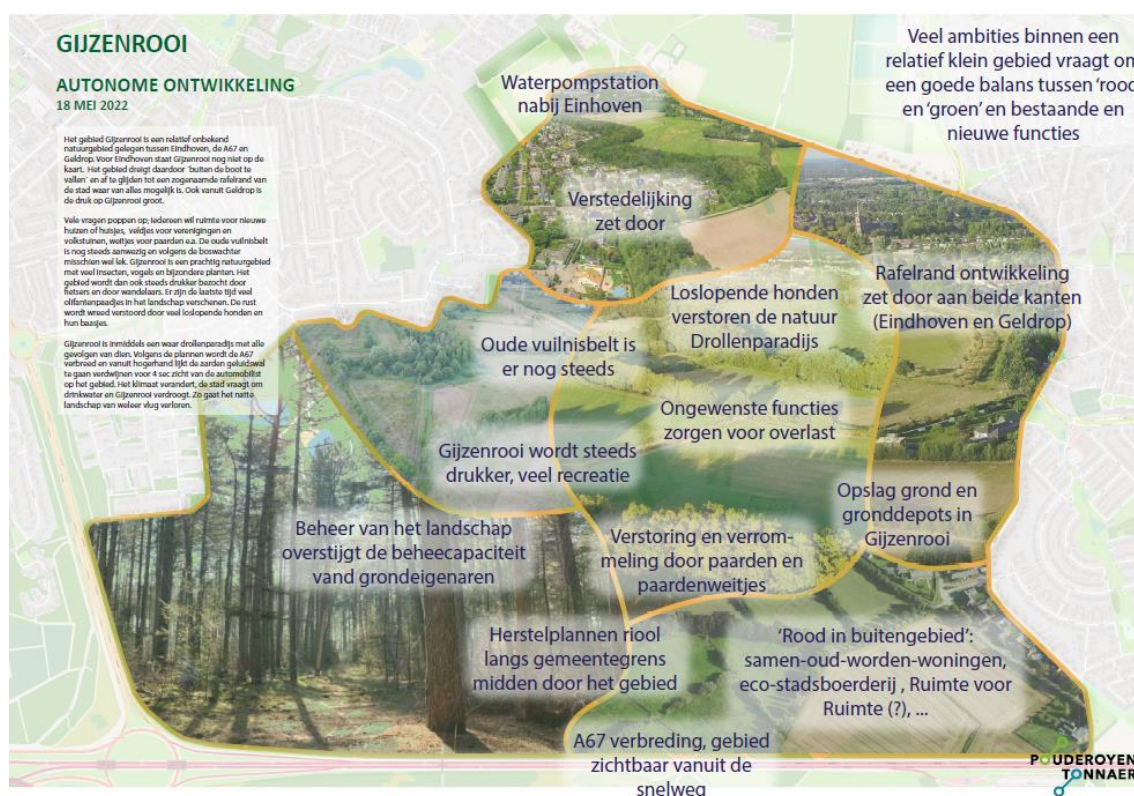 GIJZENROOI
AUTONOME ONTWIKKELING
18 MEI 2022
Het gebied Gijzenrooi is een relatief onbekend
natuurgebied gelegen tussen Eindhoven, de A67 en
Geldrop. Voor Eindhoven staat Gijzenrooi nog niet op de
kaart. Het gebied dreigt daardoor ¨buiten de boot te
vallen¨ en af te glijden tot een zogenaamde rafelrand van
de stad waar van alles mogelijk is. Ook vanuit Geldrop is
de druk op Gijzenrooi groot.
Vele vragen poppen op; Iedereen wil ruimte voor nieuwe
huizen of huisjes, veldjes voor verenigingen en
volkstuinen, weitjes voor paarden e.a. De oude vuilnisbelt
is nog steeds aanwezig en volgens de boswachter
misschien wel lek. Gijzenrooi is een prachtig natuurgebied
met veel insecten, vogels en bijzondere planten. Het
gebied wordt dan ook steeds drukker bezocht door
fietsers en door wandelaars. Er zijn de laatste tijd veel
olifantenpaadjes in het landschap verschenen. De rust
wordt wreed verstoord door veel loslopende honden en
hun baasjes.
Gijzenrooi is inmiddels een waar drollenparadijs met alle
gevolgen van dien. Volgens de plannen wordt de A67
verbreed en vanuit hogerhand lijkt de aarden geluidswal
te gaan verdwijnen voor 4 sec zicht van de automobilist
op het gebied. Het klimaat verandert, de stad vraagt om
drinkwater en Gijzenrooi verdroogt. Zo gaat het natte
landschap van weleer vlug verloren.
Veel ambities binnen een
relatief klein gebied vraagt om
een goede balans tussen ‘rood’
en ‘groen’ en bestaande en
nieuwe functies
Waterpompstation
nabij Einhoven
Verstedelijking
zet door
Rafelrand ontwikkeling
zet door aan beide kanten
(Eindhoven en Geldrop)
Loslopende honden
verstoren de natuur
Drollenparadijs
Oude vuilnisbelt is
er nog steeds
Ongewenste functies
zorgen voor overlast
Gijzenrooi wordt steeds
drukker, veel recreatie
Opslag grond en
gronddepots in
Gijzenrooi
Beheer van het landschap
overstijgt de beheecapaciteit
vand grondeigenaren
Verstoring en verrom-
meling door paarden en
paardenweitjes
Herstelplannen riool
langs gemeentegrens
midden door het gebied
‘Rood in buitengebied’:
samen-oud-worden-woningen,
eco-stadsboerderij , Ruimte voor
Ruimte (?), ...
A67 verbreding, gebied
zichtbaar vanuit de
snelweg
POUDEROYEN
TONNAER